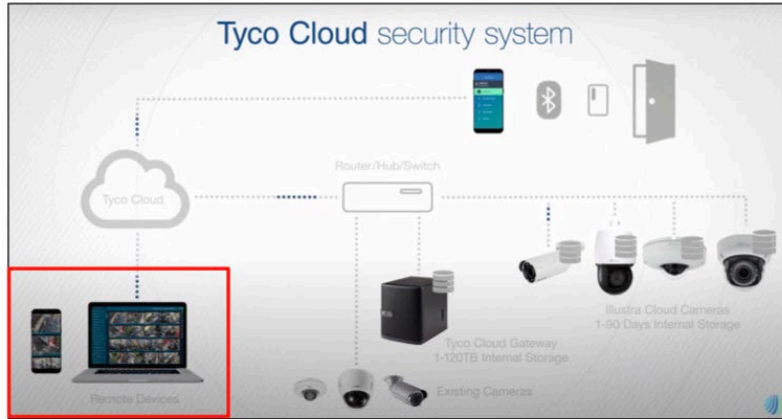 Tyco Cloud security system
Router/Hub/Switch
Tyco Cloud
Illustra Cloud Cameras
1-90 Days Internal Storage
Tyco Cloud Gateway
1-120TB Internal Storage
Existing Cameras
Remote Devices